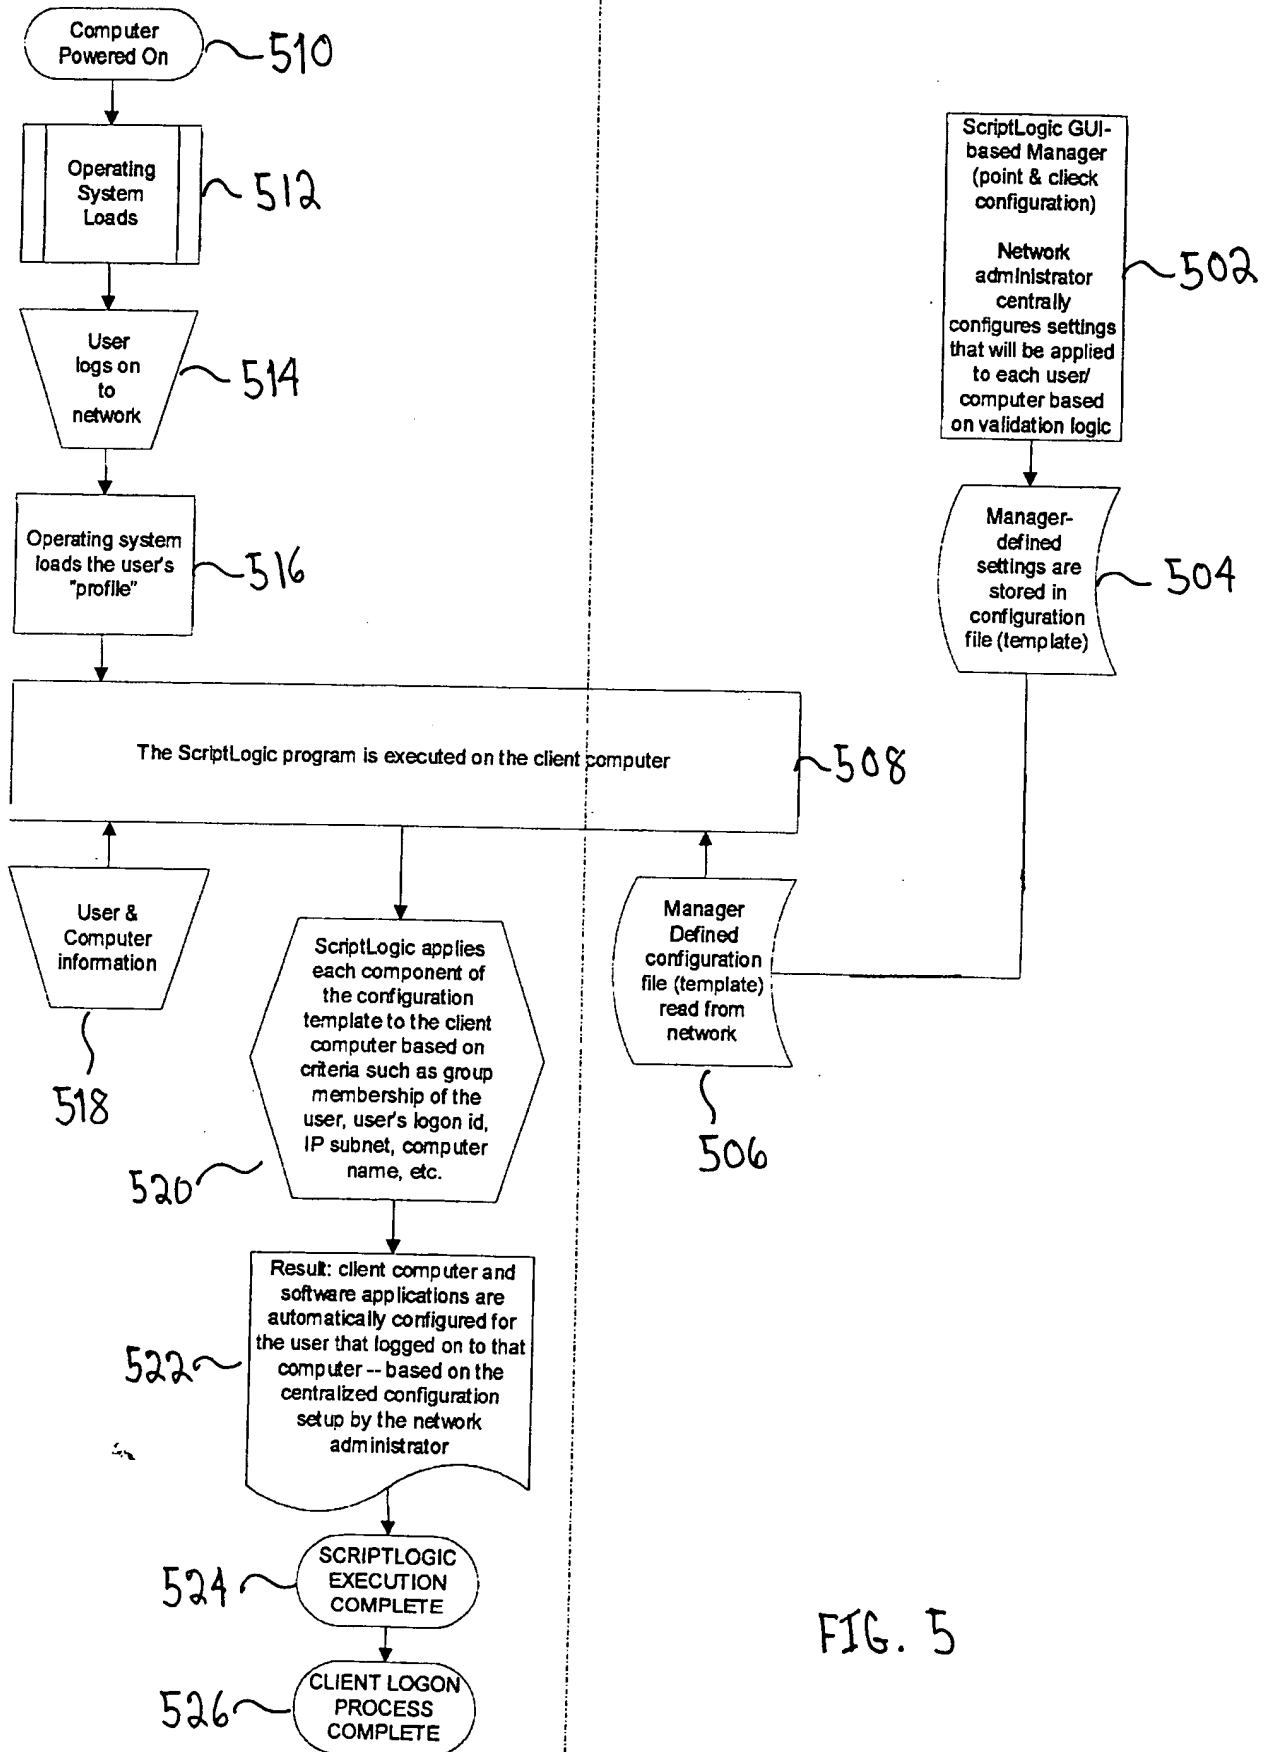 Computer
Powered On
510
Operating
System
Loads
512
User
logs on
to
network
514
Operating system
loads the user's
"profile"
516
ScriptLogic GUI-
based Manager
(point & clieck
configuration)
Network
administrator
centrally
configures settings
that will be applied
to each user/
computer based
on validation logic
502
Manager-
defined
settings are
stored in
configuration
file (template)
504
The ScriptLogic program is executed on the client computer
508
User &
Computer
information
518
Manager
Defined
configuration
file (template)
read from
network
506
ScriptLogic applies
each component of
the configuration
template to the client
computer based on
criteria such as group
membership of the
user, user's logon id,
IP subnet, computer
name, etc.
520
Result: client computer and
software applications are
automatically configured for
the user that logged on to that
computer -- based on the
centralized configuration
setup by the network
administrator
522
SCRIPTLOGIC
EXECUTION
COMPLETE
524
CLIENT LOGON
PROCESS
COMPLETE
526
FIG. 5